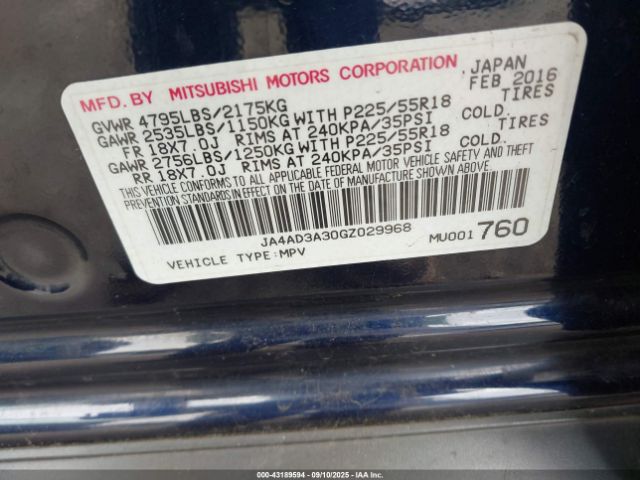 MFD. BY MITSUBISHI MOTORS CORPORATION JAPAN
GVWR 4795LBS/2175KG FEB 2016
GAWR 2535LBS/1150KG WITH P225/55R18 TIRES
FR 18X7.0J RIMS AT 240KPA/35PSI COLD.
GAWR 2756LBS/1250KG WITH P225/55R18 TIRES
RR 18X7.0J RIMS AT 240KPA/35PSI COLD.
THIS VEHICLE CONFORMS TO ALL APPLICABLE FEDERAL MOTOR VEHICLE SAFETY AND THEFT
PREVENTION STANDARDS IN EFFECT ON THE DATE OF MANUFACTURE SHOWN ABOVE.
JA4AD3A30GZ029968
VEHICLE TYPE:MPV MU001 760
000-43189594 - 09/10/2025 - IAAI.COM